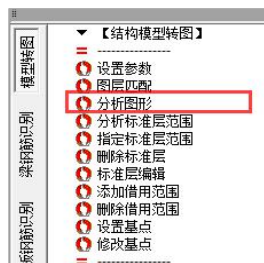 ▼ 【结构模型转图】
= ----------------
设置参数
图层匹配
分析图形
分析标准层范围
指定标准层范围
删除标准层
标准层编辑
添加借用范围
删除借用范围
设置基点
修改基点
= ----------------
模型转图
梁钢筋识别
板钢筋识别